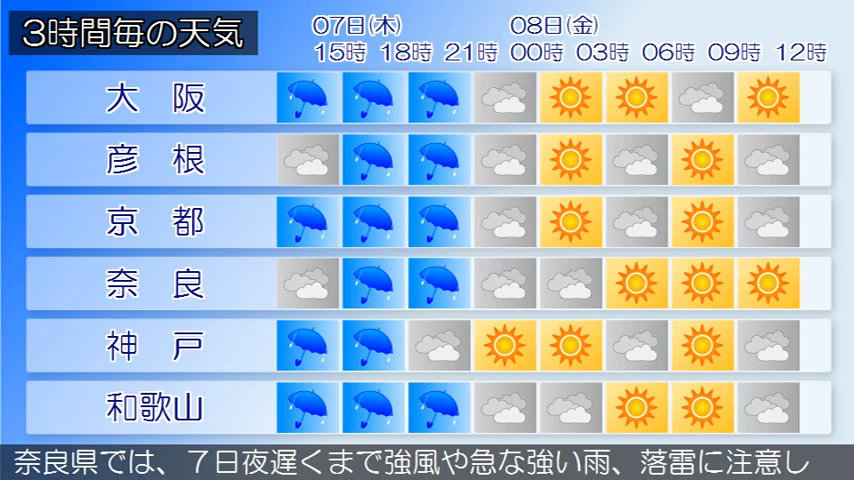 3時間毎の天気
07日(木) 08日(金)
15時 18時 21時 00時 03時 06時 09時 12時
大阪
彦根
京都
奈良
神戸
和歌山
奈良県では、７日夜遅くまで強風や急な強い雨、落雷に注意し